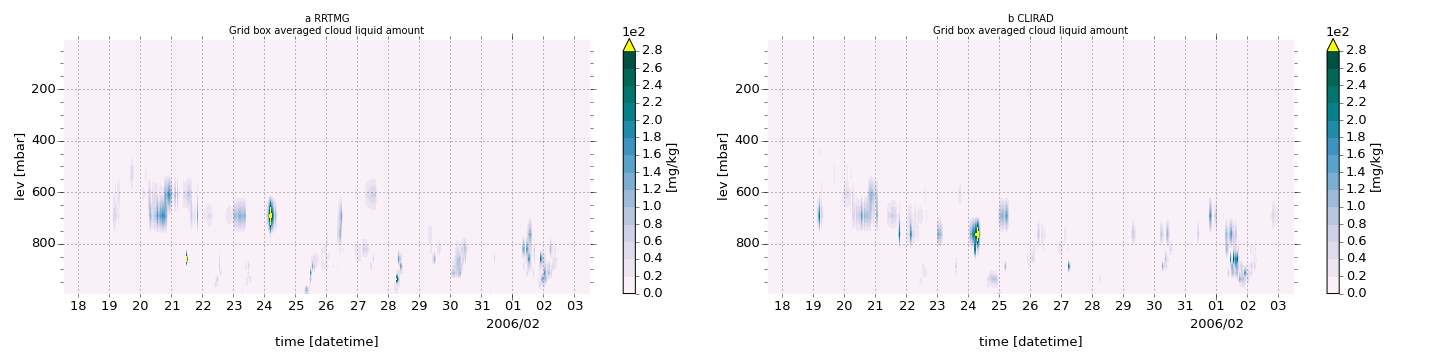 a RRTMG
Grid box averaged cloud liquid amount
1e2
2.8
2.6
2.4
2.2
2.0
1.8
1.6
1.4
1.2
1.0
0.8
0.6
0.4
0.2
0.0
[mg/kg]
200
400
600
800
lev [mbar]
18 19 20 21 22 23 24 25 26 27 28 29 30 31 01 02 03
2006/02
time [datetime]
b CLIRAD
Grid box averaged cloud liquid amount
1e2
2.8
2.6
2.4
2.2
2.0
1.8
1.6
1.4
1.2
1.0
0.8
0.6
0.4
0.2
0.0
[mg/kg]
200
400
600
800
lev [mbar]
18 19 20 21 22 23 24 25 26 27 28 29 30 31 01 02 03
2006/02
time [datetime]